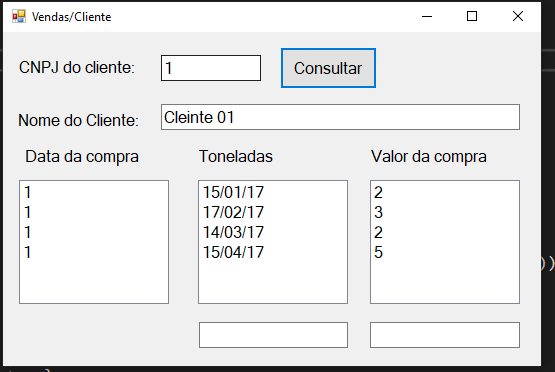 Vendas/Cliente
CNPJ do cliente: 1 Consultar
Nome do Cliente: Cleinte 01
Data da compra Toneladas Valor da compra
1 15/01/17 2
1 17/02/17 3
1 14/03/17 2
1 15/04/17 5
))